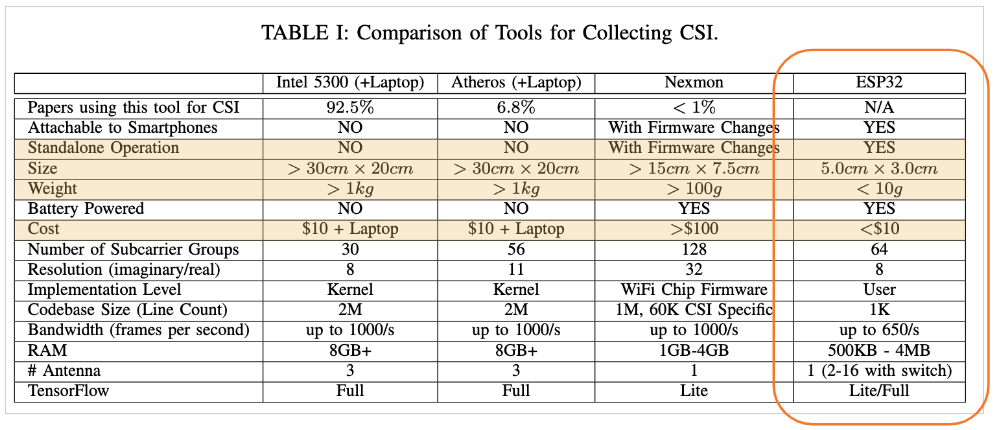 TABLE I: Comparison of Tools for Collecting CSI.
Intel 5300 (+Laptop) Atheros (+Laptop) Nexmon ESP32
Papers using this tool for CSI 92.5% 6.8% < 1% N/A
Attachable to Smartphones NO NO With Firmware Changes YES
Standalone Operation NO NO With Firmware Changes YES
Size > 30cm × 20cm > 30cm × 20cm > 15cm × 7.5cm 5.0cm × 3.0cm
Weight > 1kg > 1kg > 100g < 10g
Battery Powered NO NO YES YES
Cost $10 + Laptop $10 + Laptop >$100 <$10
Number of Subcarrier Groups 30 56 128 64
Resolution (imaginary/real) 8 11 32 8
Implementation Level Kernel Kernel WiFi Chip Firmware User
Codebase Size (Line Count) 2M 2M 1M, 60K CSI Specific 1K
Bandwidth (frames per second) up to 1000/s up to 1000/s up to 1000/s up to 650/s
RAM 8GB+ 8GB+ 1GB-4GB 500KB - 4MB
# Antenna 3 3 1 1 (2-16 with switch)
TensorFlow Full Full Lite Lite/Full